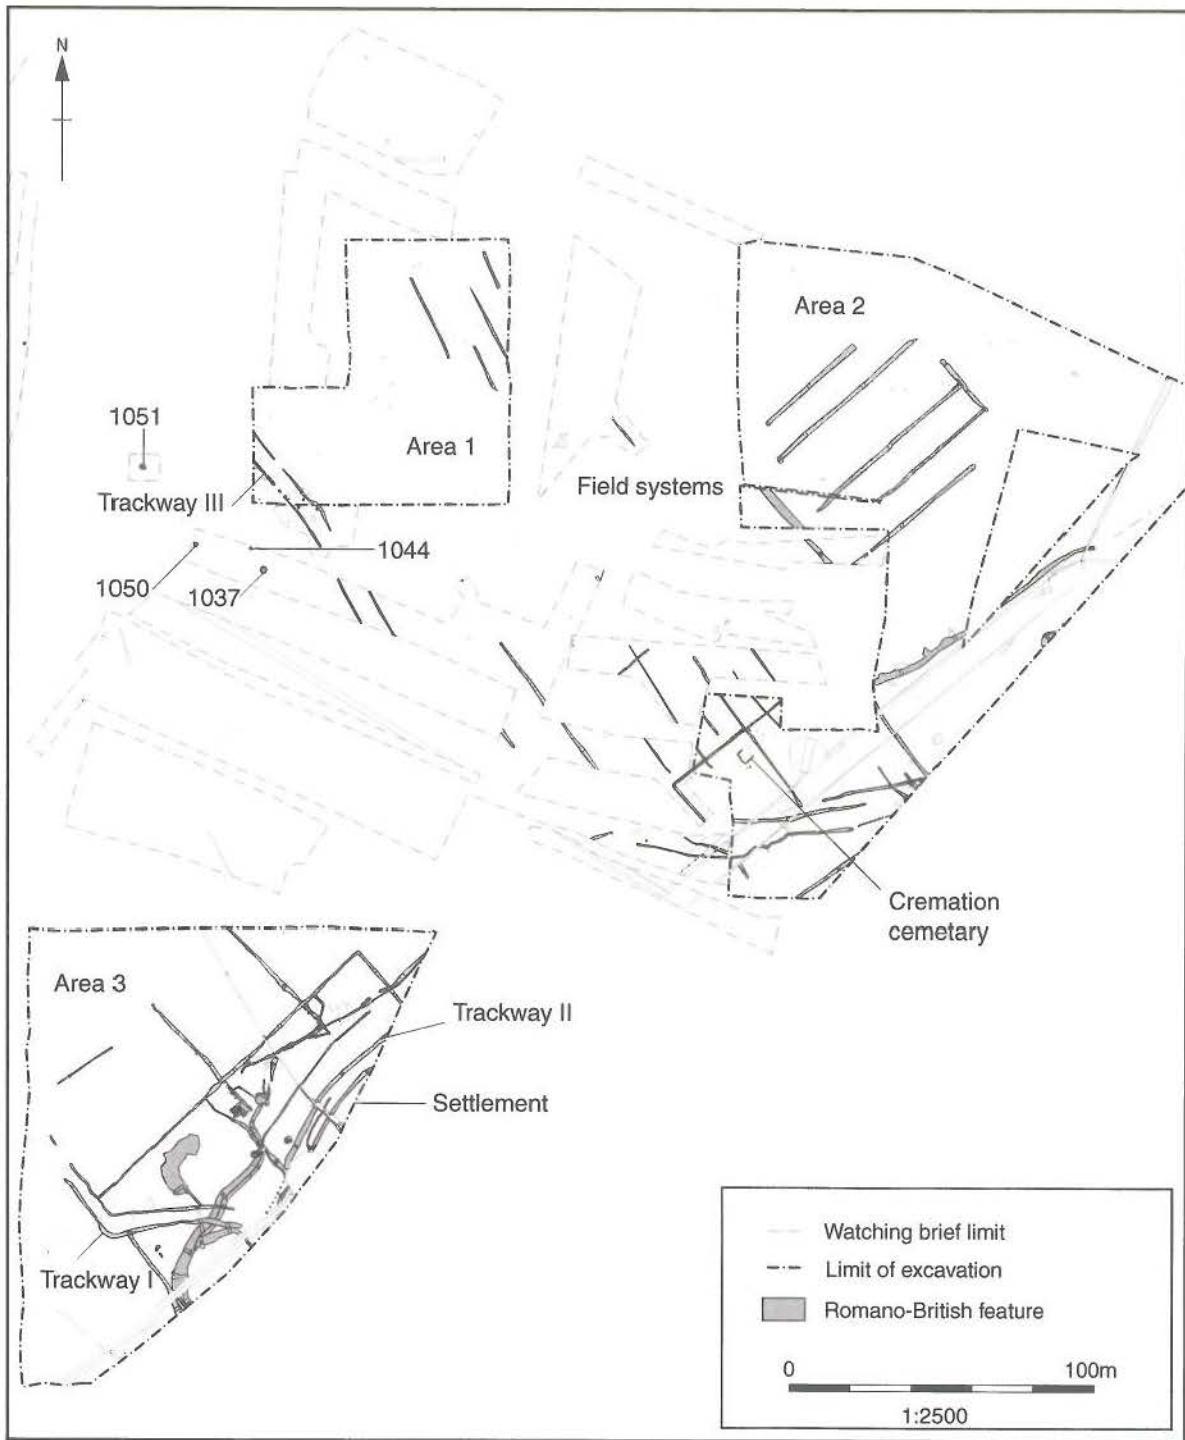 N
Area 2
1051
Area 1
Trackway III
Field systems
1044
1050
1037
Cremation
cemetary
Area 3
Trackway II
Settlement
Trackway I
Watching brief limit
Limit of excavation
Romano-British feature
0 100m
1:2500